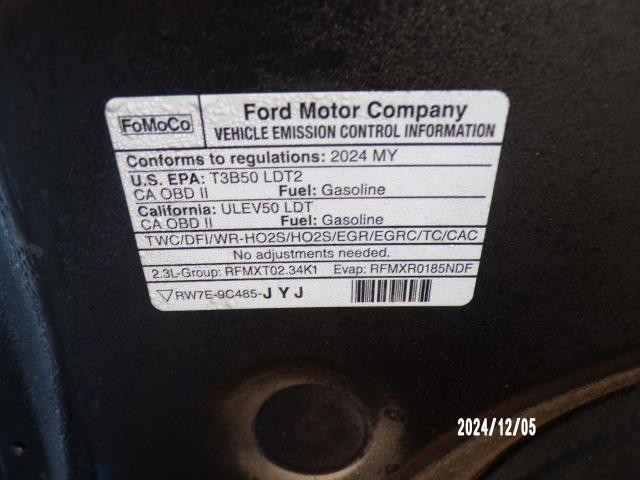 FoMoCo
Ford Motor Company
VEHICLE EMISSION CONTROL INFORMATION
Conforms to regulations: 2024 MY
U.S. EPA: T3B50 LDT2
CA OBD II Fuel: Gasoline
California: ULEV50 LDT
CA OBD II Fuel: Gasoline
TWC/DFI/WR-HO2S/HO2S/EGR/EGRC/TC/CAC
No adjustments needed.
2.3L-Group: RFMXT02.34K1 Evap: RFMXR0185NDF
RW7E-9C485-JYJ
2024/12/05